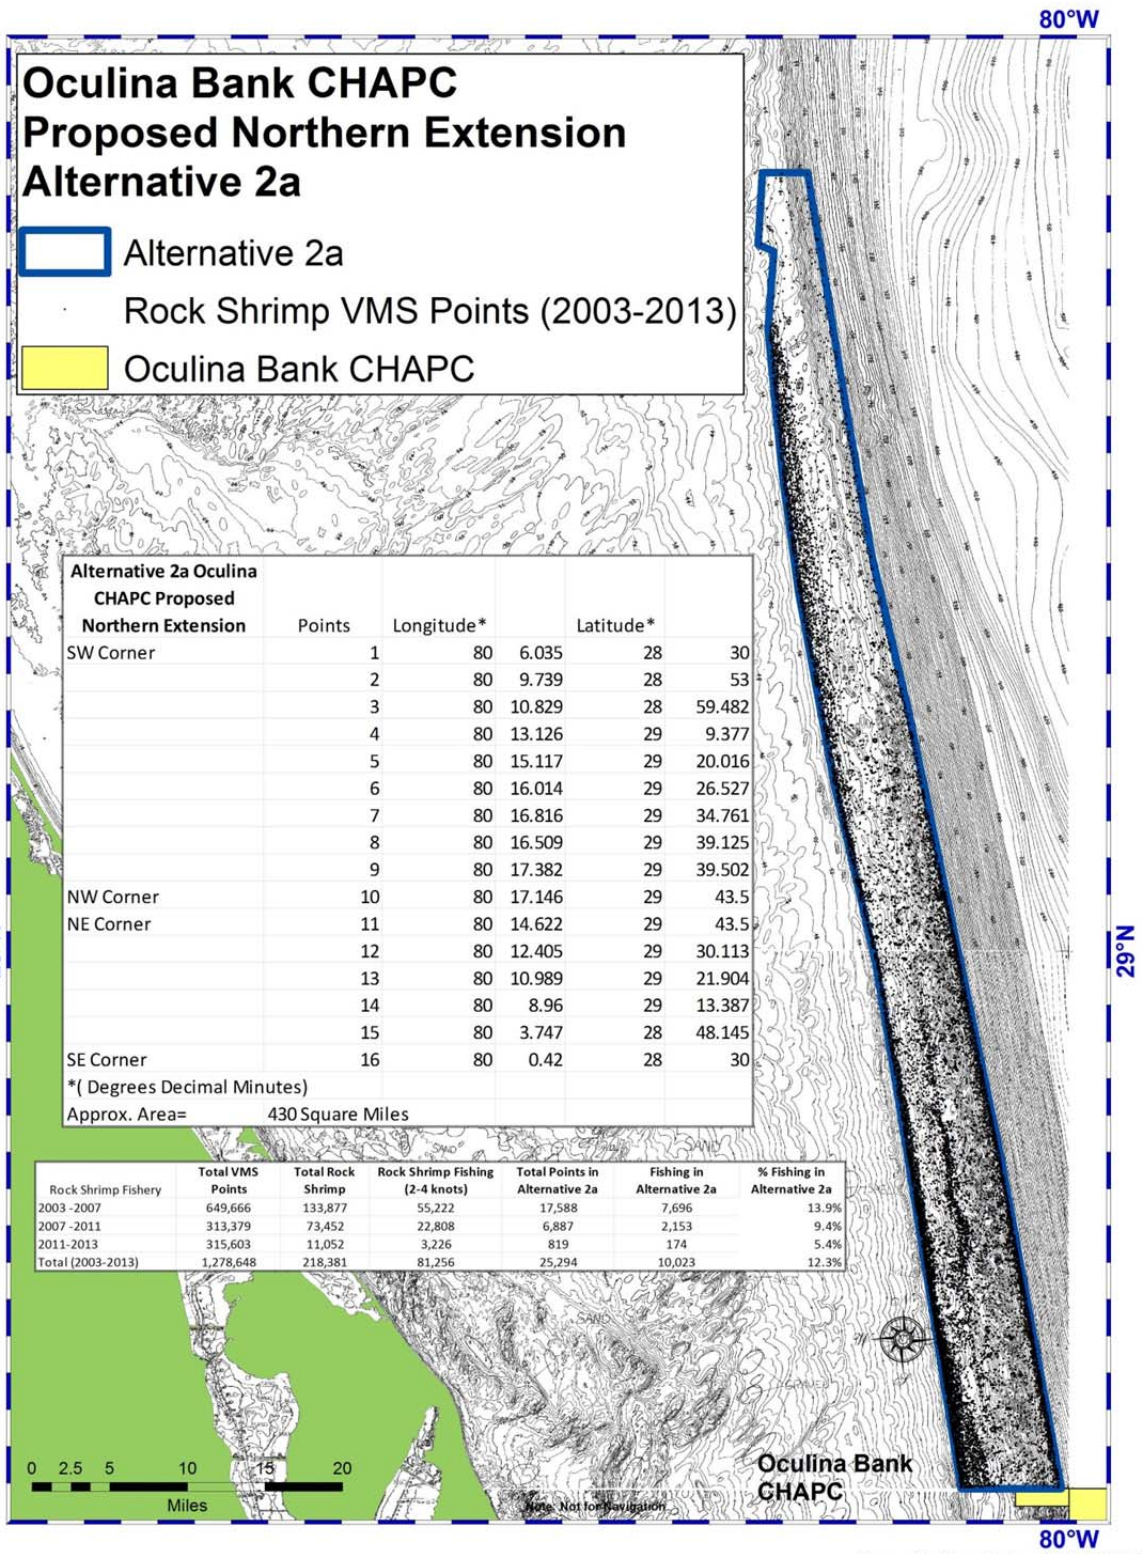 80°W
Oculina Bank CHAPC
Proposed Northern Extension
Alternative 2a
Alternative 2a
Rock Shrimp VMS Points (2003-2013)
Oculina Bank CHAPC
Alternative 2a Oculina
CHAPC Proposed
Northern Extension Points Longitude* Latitude*
SW Corner 1 80 6.035 28 30
2 80 9.739 28 53
3 80 10.829 28 59.482
4 80 13.126 29 9.377
5 80 15.117 29 20.016
6 80 16.014 29 26.527
7 80 16.816 29 34.761
8 80 16.509 29 39.125
9 80 17.382 29 39.502
NW Corner 10 80 17.146 29 43.5
NE Corner 11 80 14.622 29 43.5
12 80 12.405 29 30.113
13 80 10.989 29 21.904
14 80 8.96 29 13.387
15 80 3.747 28 48.145
SE Corner 16 80 0.42 28 30
*( Degrees Decimal Minutes)
Approx. Area= 430 Square Miles
29°N
SAND
Total VMS Total Rock Rock Shrimp Fishing Total Points in Fishing in % Fishing in
Rock Shrimp Fishery Points Shrimp (2-4 knots) Alternative 2a Alternative 2a Alternative 2a
2003 -2007 649,666 133,877 55,222 17,588 7,696 13.9%
2007 -2011 313,379 73,452 22,808 6,887 2,153 9.4%
2011-2013 315,603 11,052 3,226 819 174 5.4%
Total (2003-2013) 1,278,648 218,381 81,256 25,294 10,023 12.3%
SAND
Oculina Bank
CHAPC
0 2.5 5 10 15 20
Miles
Note: Not for Navigation
80°W